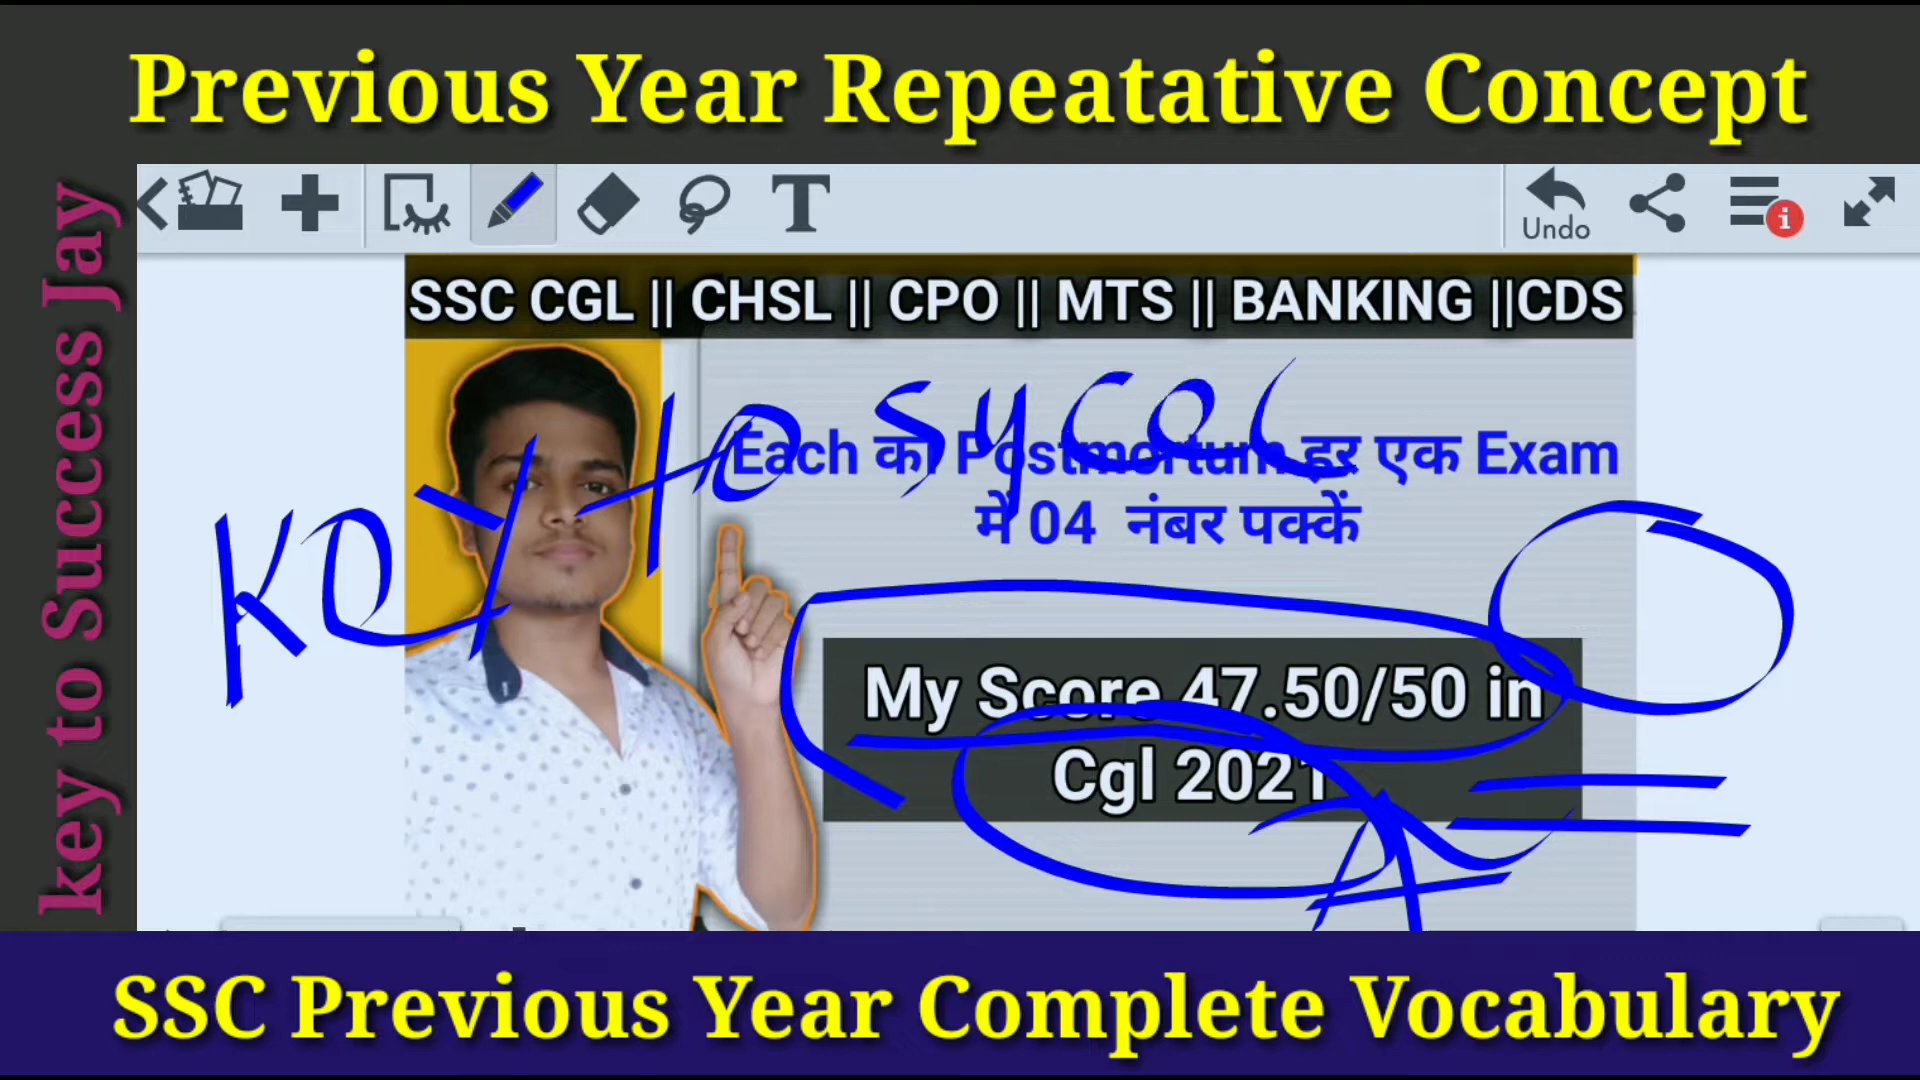 Previous Year Repeatative Concept
key to Success Jay
T
Undo
i
SSC CGL || CHSL || CPO || MTS || BANKING ||CDS
Each का Postmortum हर एक Exam
में 04 नंबर पक्कें
My Score 47.50/50 in
Cgl 2021
SSC Previous Year Complete Vocabulary